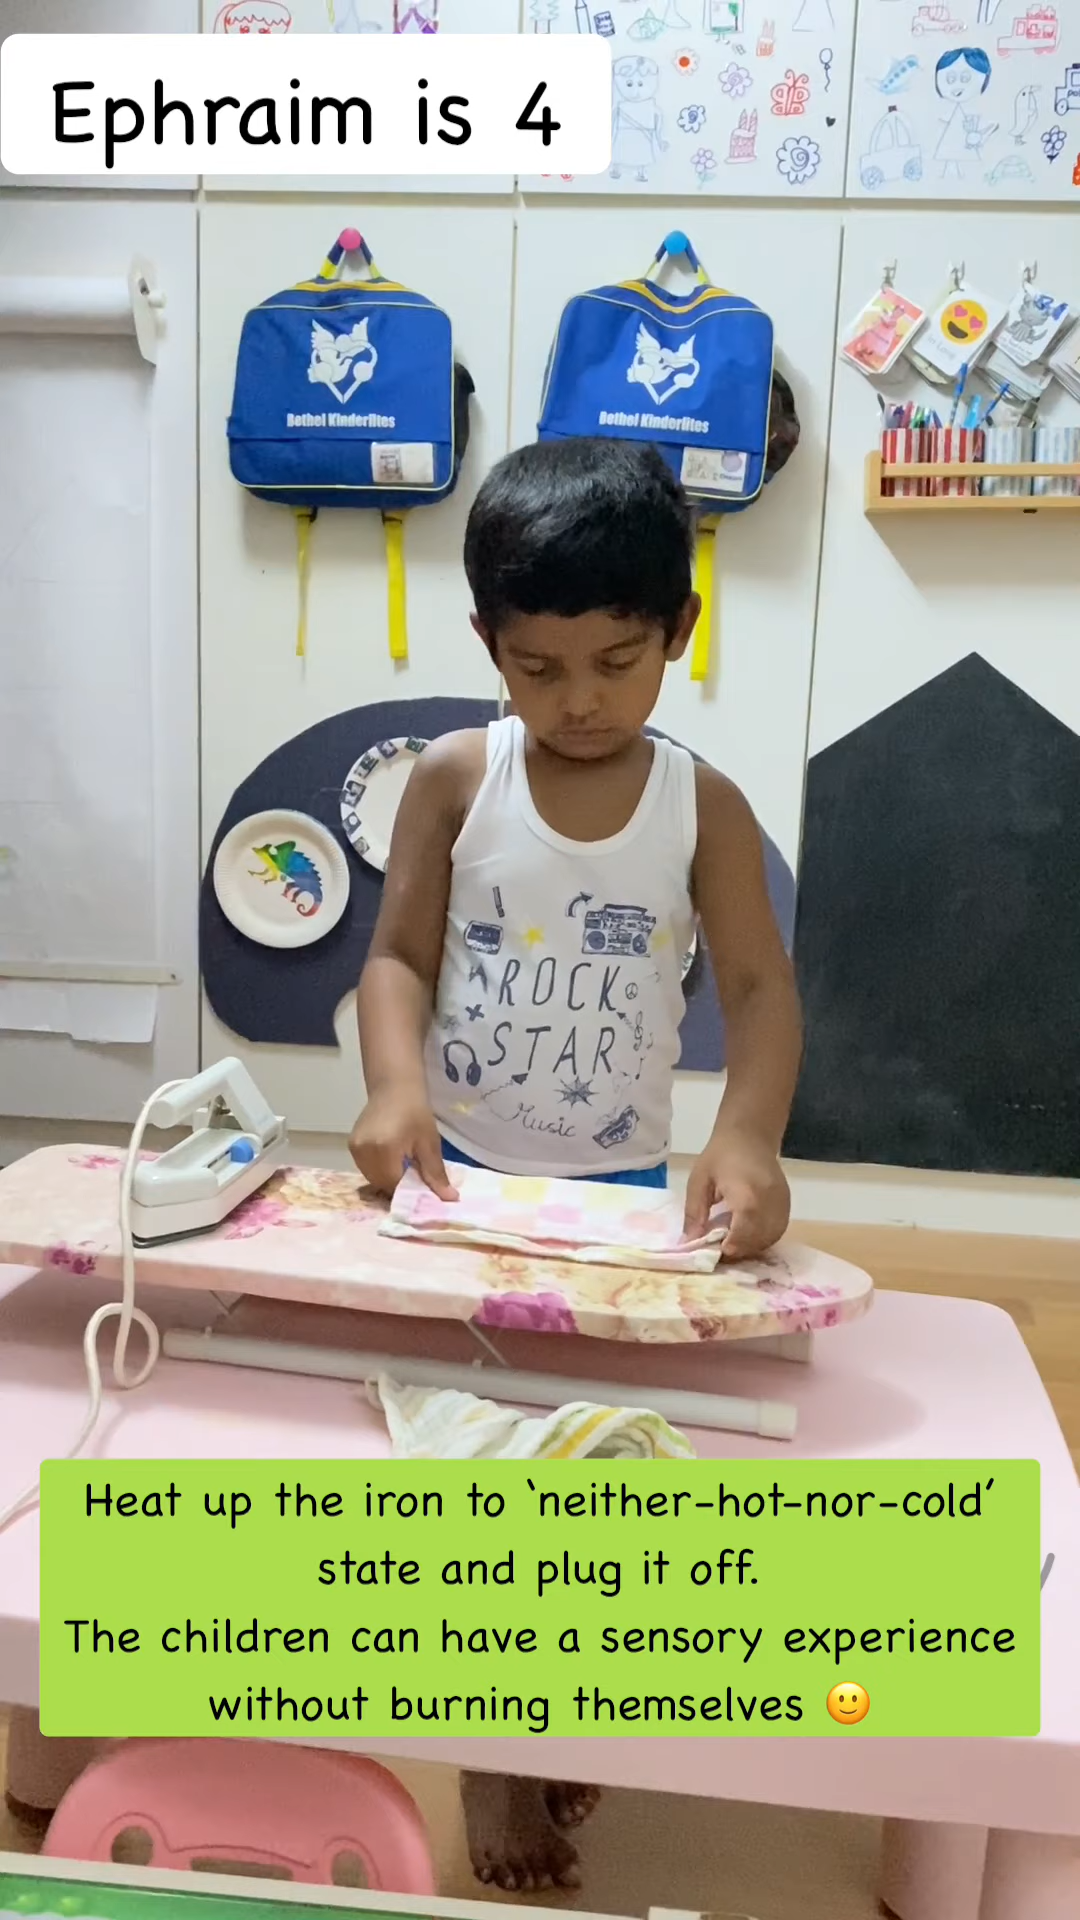 Ephraim is 4
Bethel Kinderlites
Bethel Kinderlites
ROCK
STAR
Music
Heat up the iron to ‘neither-hot-nor-cold’
state and plug it off.
The children can have a sensory experience
without burning themselves 🙂